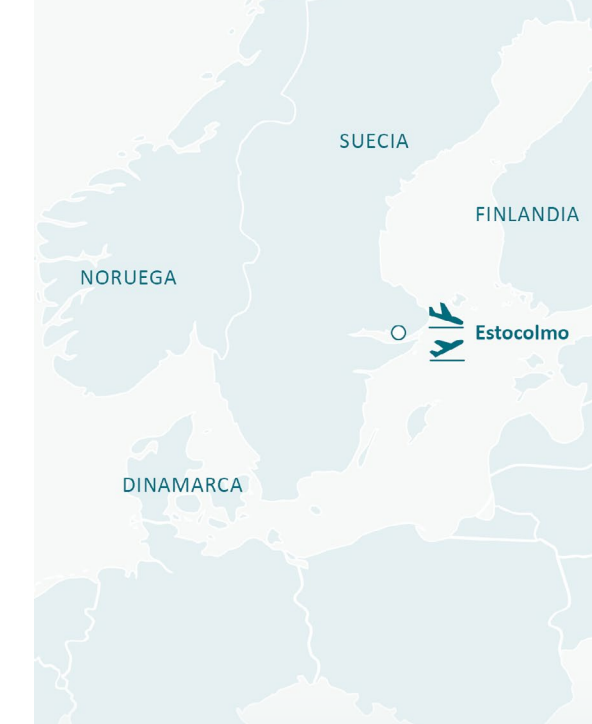 SUECIA
FINLANDIA
NORUEGA
Estocolmo
DINAMARCA